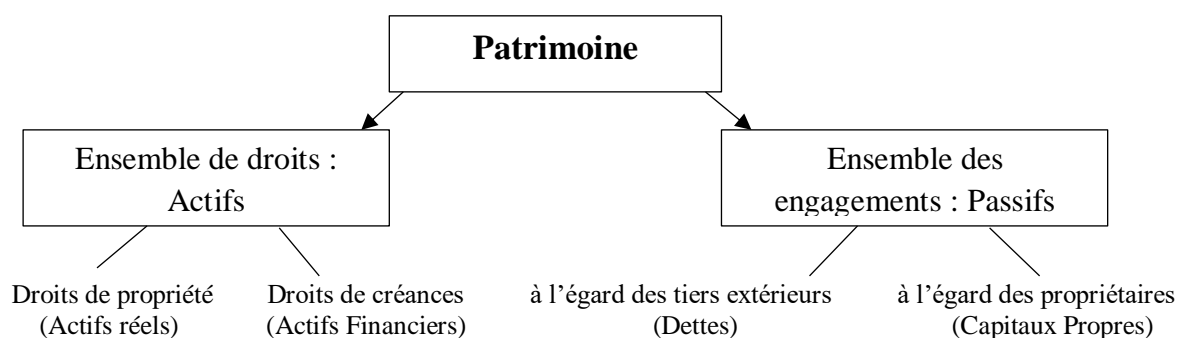 Patrimoine
Ensemble de droits :
Actifs
Ensemble des
engagements : Passifs
Droits de propriété
(Actifs réels)
Droits de créances
(Actifs Financiers)
à l’égard des tiers extérieurs
(Dettes)
à l’égard des propriétaires
(Capitaux Propres)